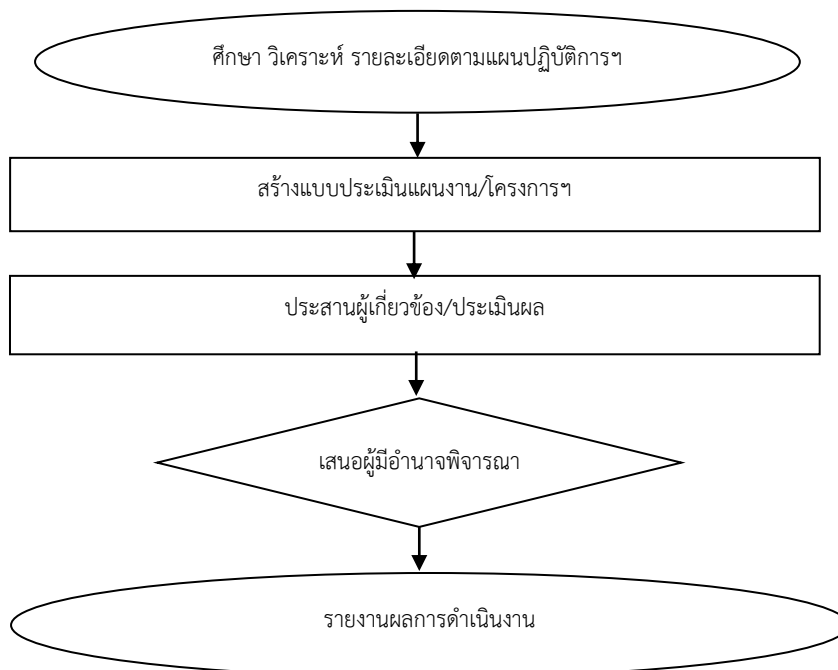 ศึกษา วิเคราะห์ รายละเอียดตามแผนปฏิบัติการฯ
สร้างแบบประเมินแผนงาน/โครงการฯ
ประสานผู้เกี่ยวข้อง/ประเมินผล
เสนอผู้มีอำนาจพิจารณา
รายงานผลการดำเนินงาน